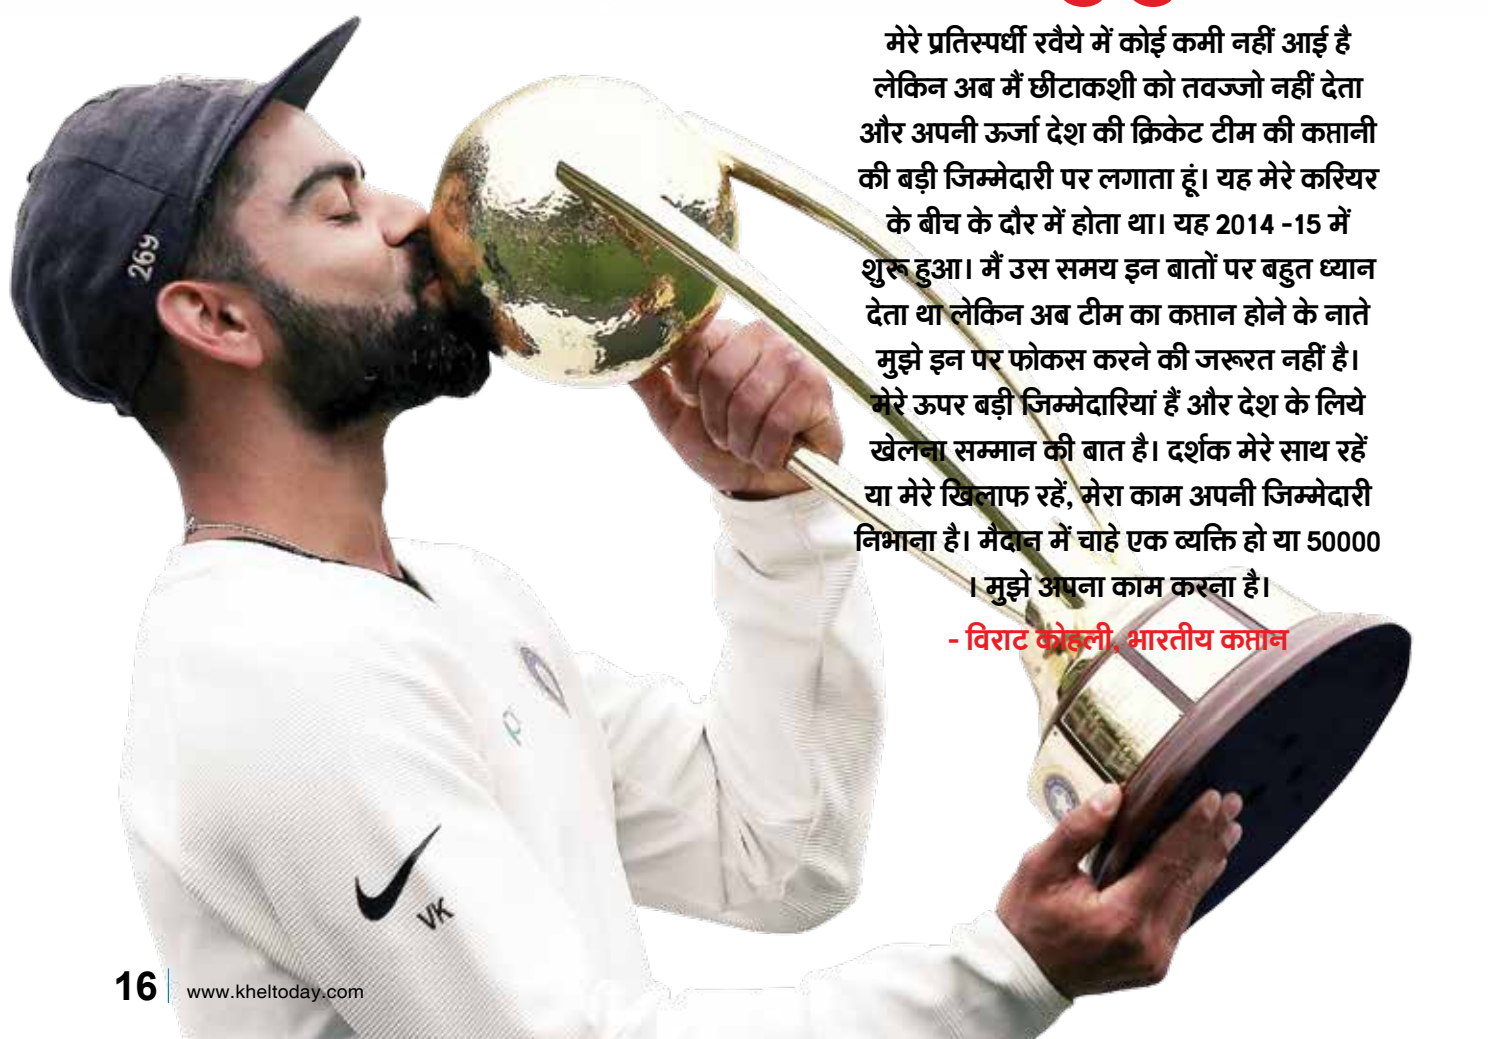 मेरे प्रतिस्पर्धी रवैये में कोई कमी नहीं आई है
लेकिन अब मैं छीटाकशी को तवज्जो नहीं देता
और अपनी ऊर्जा देश की क्रिकेट टीम की कप्तानी
की बड़ी जिम्मेदारी पर लगाता हूं। यह मेरे करियर
के बीच के दौर में होता था। यह 2014 -15 में
शुरू हुआ। मैं उस समय इन बातों पर बहुत ध्यान
देता था लेकिन अब टीम का कप्तान होने के नाते
मुझे इन पर फोकस करने की जरूरत नहीं है।
मेरे ऊपर बड़ी जिम्मेदारियां हैं और देश के लिये
खेलना सम्मान की बात है। दर्शक मेरे साथ रहें
या मेरे खिलाफ रहें, मेरा काम अपनी जिम्मेदारी
निभाना है। मैदान में चाहे एक व्यक्ति हो या 50000
। मुझे अपना काम करना है।
- विराट कोहली, भारतीय कप्तान
269
VK
16
www.kheltoday.com